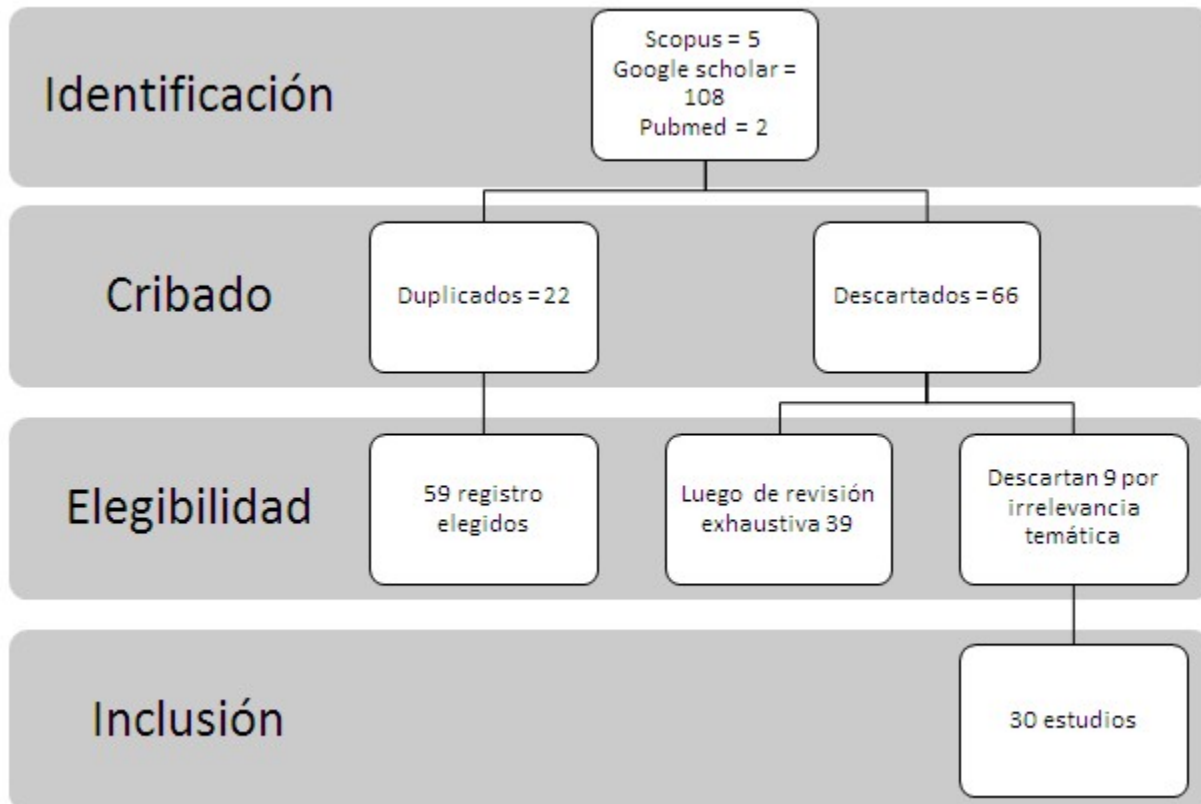 Identificación
Scopus = 5
Google scholar =
108
Pubmed = 2
Cribado
Duplicados = 22
Descartados = 66
Elegibilidad
59 registro
elegidos
Luego de revisión
exhaustiva 39
Descartan 9 por
irrelevancia
temática
Inclusión
30 estudios